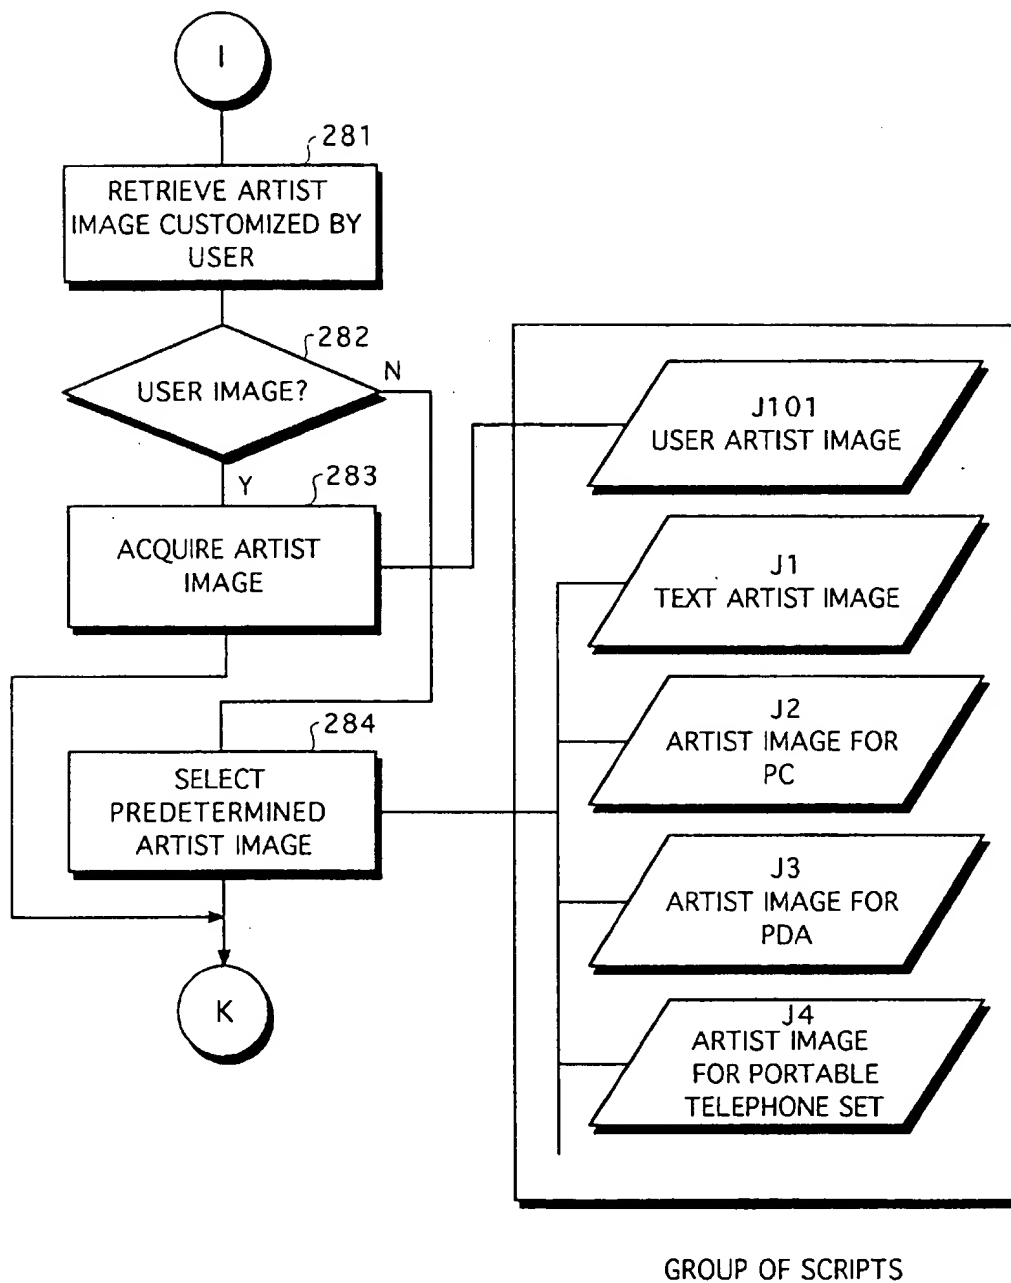 I
281
RETRIEVE ARTIST
IMAGE CUSTOMIZED BY
USER
282
USER IMAGE?
N
Y
283
ACQUIRE ARTIST
IMAGE
284
SELECT
PREDETERMINED
ARTIST IMAGE
K
J101
USER ARTIST IMAGE
J1
TEXT ARTIST IMAGE
J2
ARTIST IMAGE FOR
PC
J3
ARTIST IMAGE FOR
PDA
J4
ARTIST IMAGE
FOR PORTABLE
TELEPHONE SET
GROUP OF SCRIPTS